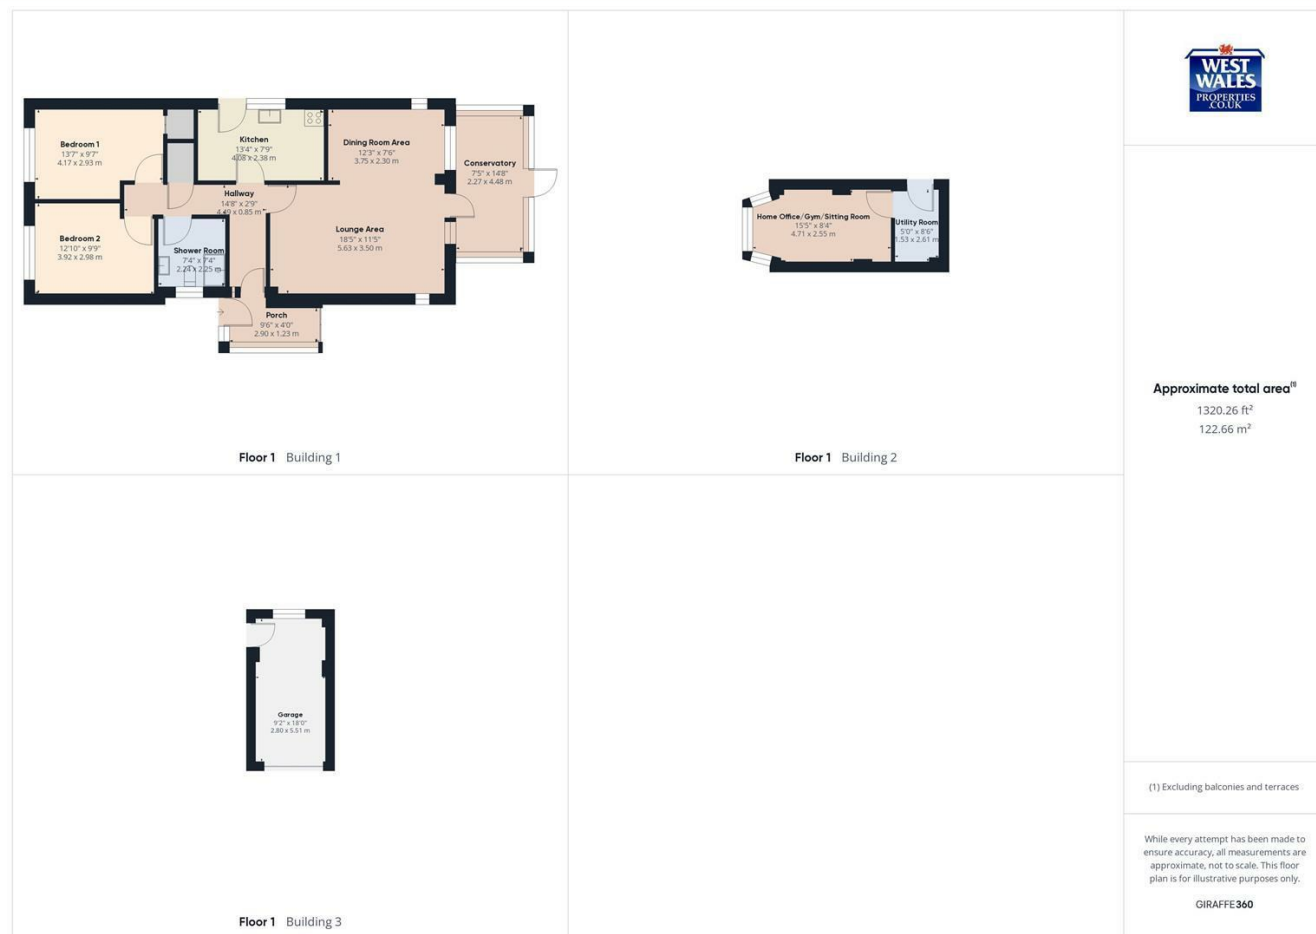 Bedroom 1
13'7" x 9'7"
4.17 x 2.93 m
Kitchen
13'4" x 7'9"
4.08 x 2.38 m
Dining Room Area
12'3" x 7'6"
3.75 x 2.30 m
Conservatory
7'5" x 14'8"
2.27 x 4.48 m
Hallway
14'8" x 2'9"
4.49 x 0.85 m
Bedroom 2
12'10" x 9'9"
3.92 x 2.98 m
Shower Room
7'4" x 7'4"
2.24 x 2.25 m
Lounge Area
18'5" x 11'5"
5.63 x 3.50 m
Porch
9'6" x 4'0"
2.90 x 1.23 m
Floor 1 Building 1
Home Office/Gym/Sitting Room
15'5" x 8'4"
4.71 x 2.55 m
Utility Room
5'0" x 8'6"
1.53 x 2.61 m
Floor 1 Building 2
Garage
9'2" x 18'0"
2.80 x 5.51 m
Floor 1 Building 3
WEST
WALES
PROPERTIES
.CO.UK
Approximate total area(1)
1320.26 ft²
122.66 m²
(1) Excluding balconies and terraces
While every attempt has been made to
ensure accuracy, all measurements are
approximate, not to scale. This floor
plan is for illustrative purposes only.
GIRAFFE360